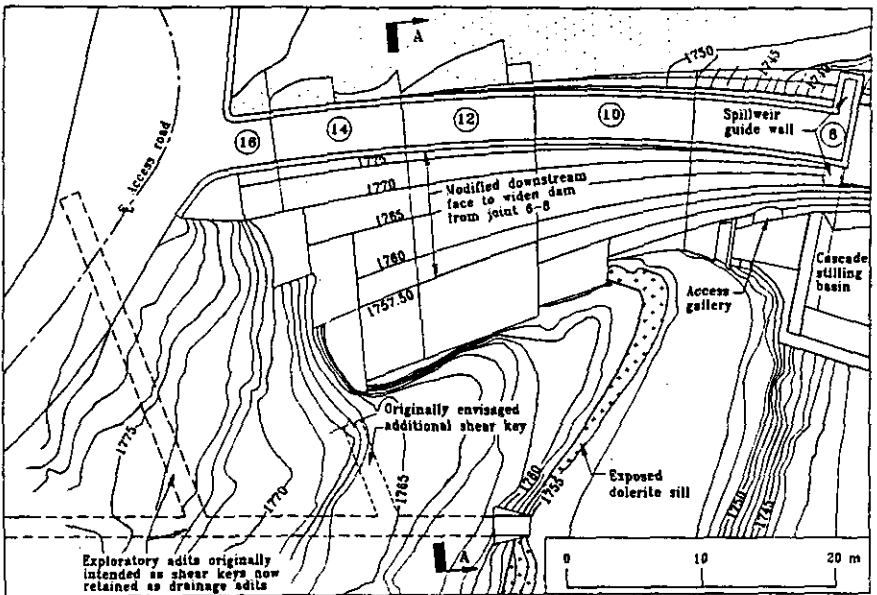 A
1750
1745
1740
16
14
12
10
Spillweir
guide wall
8
℄ Access road
1775
1770
Modified downstream
face to widen dam
from joint 6-8
1765
1760
1757.50
Access
gallery
Cascade
stilling
basin
Originally envisaged
additional shear key
1775
1770
1765
1760
1755
Exposed
dolerite sill
1750
1745
Exploratory adits originally
intended as shear keys now
retained as drainage adits
A
0 10 20 m